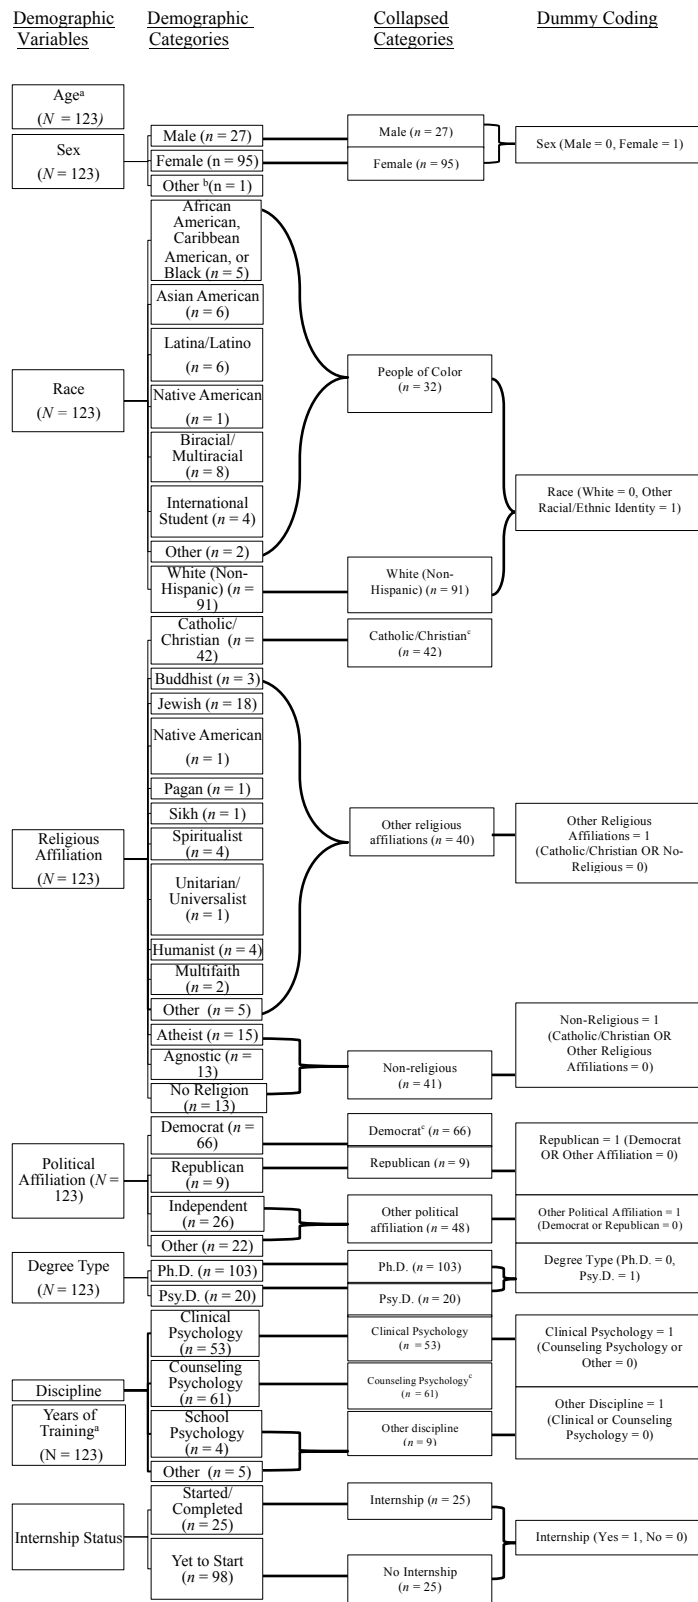 Demographic
Variables
Demographic
Categories
Collapsed
Categories
Dummy Coding
Ageᵃ
(N = 123)
Sex
(N = 123)
Male (n = 27)
Female (n = 95)
Other ᵇ(n = 1)
Male (n = 27)
Female (n = 95)
Sex (Male = 0, Female = 1)
Race
(N = 123)
African
American,
Caribbean
American, or
Black (n = 5)
Asian American
(n = 6)
Latina/Latino
(n = 6)
Native American
(n = 1)
Biracial/
Multiracial
(n = 8)
International
Student (n = 4)
Other (n = 2)
White (Non-
Hispanic) (n =
91)
People of Color
(n = 32)
White (Non-
Hispanic) (n = 91)
Race (White = 0, Other
Racial/Ethnic Identity = 1)
Religious
Affiliation
(N = 123)
Catholic/
Christian (n =
42)
Buddhist (n = 3)
Jewish (n = 18)
Native American
(n = 1)
Pagan (n = 1)
Sikh (n = 1)
Spiritualist
(n = 4)
Unitarian/
Universalist
(n = 1)
Humanist (n = 4)
Multifaith
(n = 2)
Other (n = 5)
Atheist (n = 15)
Agnostic (n =
13)
No Religion
(n = 13)
Catholic/Christianᶜ
(n = 42)
Other religious
affiliations (n = 40)
Non-religious
(n = 41)
Other Religious
Affiliations = 1
(Catholic/Christian OR No-
Religious = 0)
Non-Religious = 1
(Catholic/Christian OR
Other Religious
Affiliations = 0)
Political
Affiliation (N =
123)
Democrat (n =
66)
Republican
(n = 9)
Independent
(n = 26)
Other (n = 22)
Democratᶜ (n = 66)
Republican (n = 9)
Other political
affiliation (n = 48)
Republican = 1 (Democrat
OR Other Affiliation = 0)
Other Political Affiliation = 1
(Democrat or Republican = 0)
Degree Type
(N = 123)
Ph.D. (n = 103)
Psy.D. (n = 20)
Ph.D. (n = 103)
Psy.D. (n = 20)
Degree Type (Ph.D. = 0,
Psy.D. = 1)
Discipline
Clinical
Psychology
(n = 53)
Counseling
Psychology
(n = 61)
School
Psychology
(n = 4)
Other (n = 5)
Clinical Psychology
(n = 53)
Counseling Psychologyᶜ
(n = 61)
Other discipline
(n = 9)
Clinical Psychology = 1
(Counseling Psychology or
Other = 0)
Other Discipline = 1
(Clinical or Counseling
Psychology = 0)
Years of
Trainingᵃ
(N = 123)
Internship Status
Started/
Completed
(n = 25)
Yet to Start
(n = 98)
Internship (n = 25)
No Internship
(n = 25)
Internship (Yes = 1, No = 0)